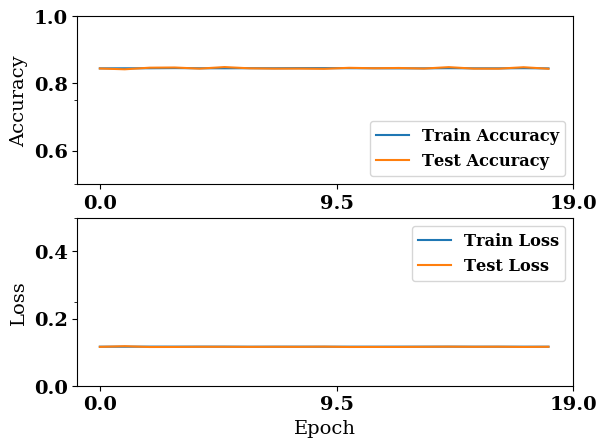 1.0
0.8
0.6
Accuracy
Train Accuracy
Test Accuracy
0.0 9.5 19.0
0.4
0.2
0.0
Loss
Train Loss
Test Loss
0.0 9.5 19.0
Epoch